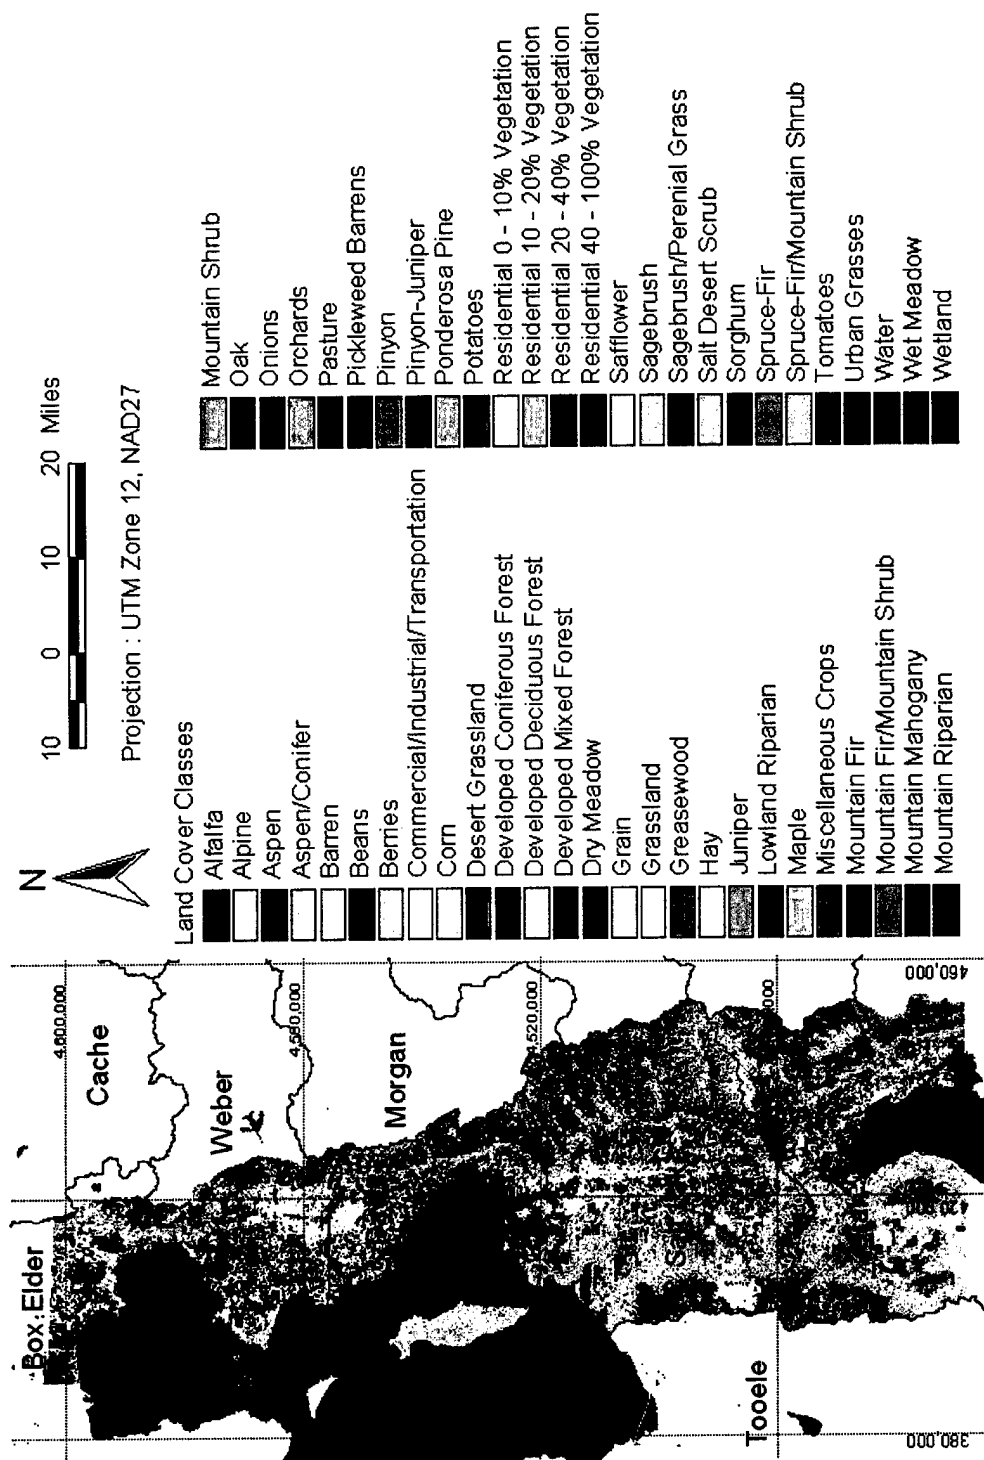 N
10 0 10 20 Miles
Projection : UTM Zone 12, NAD27
Land Cover Classes
Alfalfa
Alpine
Aspen
Aspen/Conifer
Barren
Beans
Berries
Commercial/Industrial/Transportation
Corn
Desert Grassland
Developed Coniferous Forest
Developed Deciduous Forest
Developed Mixed Forest
Dry Meadow
Grain
Grassland
Greasewood
Hay
Juniper
Lowland Riparian
Maple
Miscellaneous Crops
Mountain Fir
Mountain Fir/Mountain Shrub
Mountain Mahogany
Mountain Riparian
Mountain Shrub
Oak
Onions
Orchards
Pasture
Pickleweed Barrens
Pinyon
Pinyon-Juniper
Ponderosa Pine
Potatoes
Residential 0 - 10% Vegetation
Residential 10 - 20% Vegetation
Residential 20 - 40% Vegetation
Residential 40 - 100% Vegetation
Safflower
Sagebrush
Sagebrush/Perenial Grass
Salt Desert Scrub
Sorghum
Spruce-Fir
Spruce-Fir/Mountain Shrub
Tomatoes
Urban Grasses
Water
Wet Meadow
Wetland
Box Elder
Cache
4,600,000
Weber
Morgan
4,520,000
Tooele
380,000
460,000